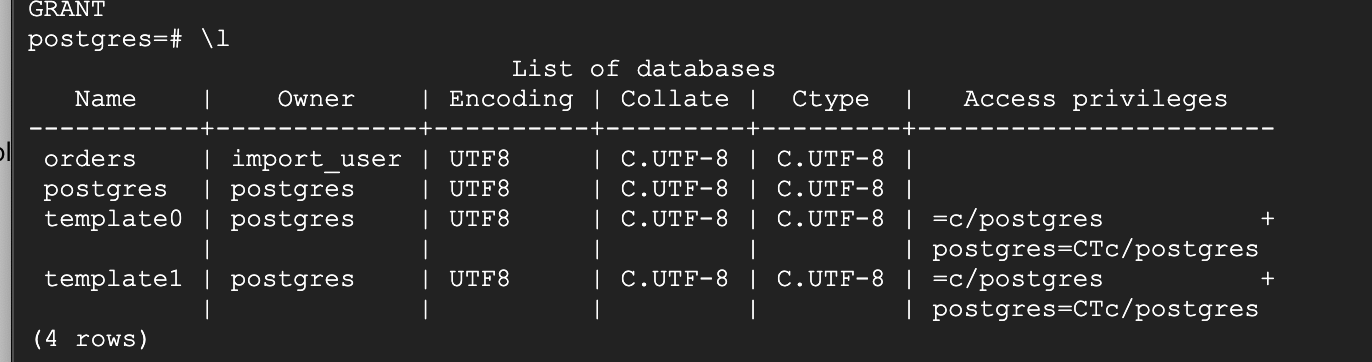 GRANT
postgres=# \l
                               List of databases
   Name    |    Owner    | Encoding | Collate |  Ctype  |   Access privileges
-----------+-------------+----------+---------+---------+-----------------------
 orders    | import_user | UTF8     | C.UTF-8 | C.UTF-8 |
 postgres  | postgres    | UTF8     | C.UTF-8 | C.UTF-8 |
 template0 | postgres    | UTF8     | C.UTF-8 | C.UTF-8 | =c/postgres          +
           |             |          |         |         | postgres=CTc/postgres
 template1 | postgres    | UTF8     | C.UTF-8 | C.UTF-8 | =c/postgres          +
           |             |          |         |         | postgres=CTc/postgres
(4 rows)